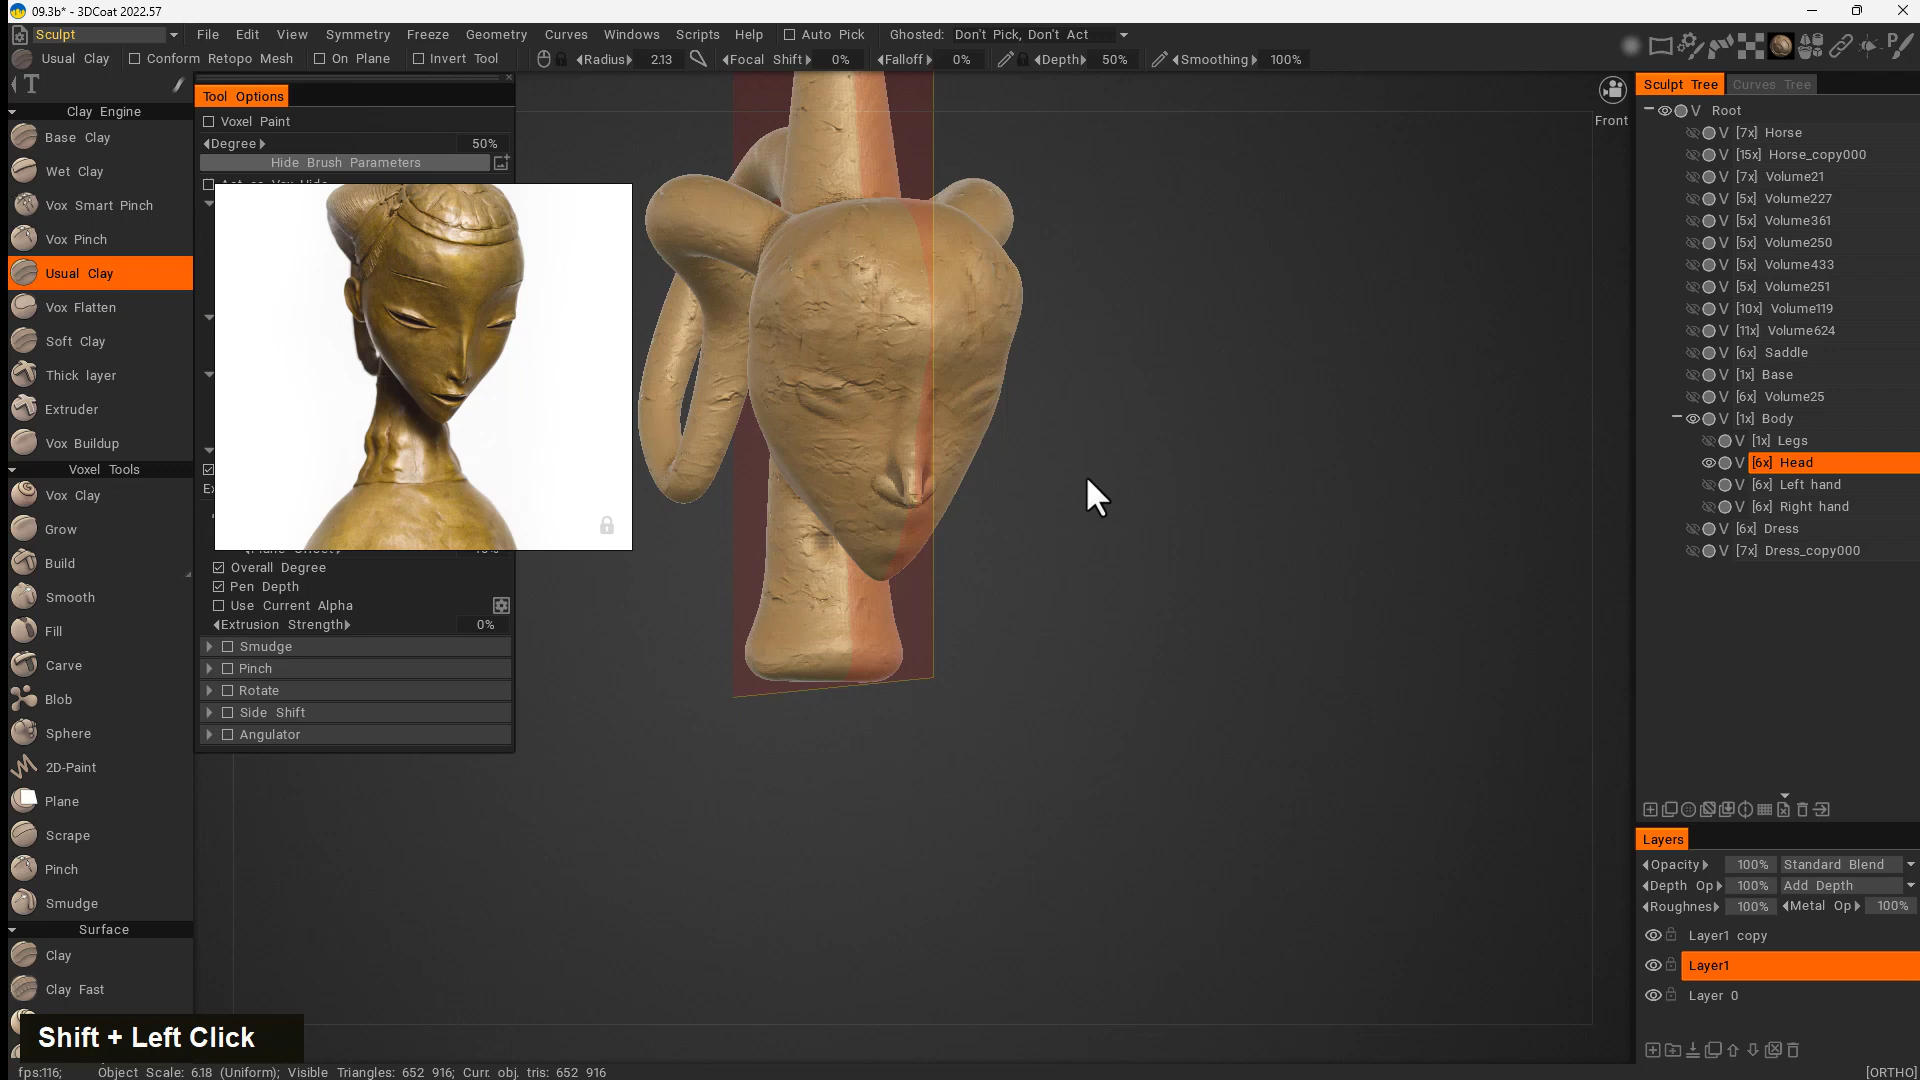 09.3b* - 3DCoat 2022.57
Sculpt File Edit View Symmetry Freeze Geometry Curves Windows Scripts Help Auto Pick Ghosted: Don't Pick, Don't Act
Usual Clay Conform Retopo Mesh On Plane Invert Tool Radius 2.13 Focal Shift 0% Falloff 0% Depth 50% Smoothing 100%
Clay Engine
Base Clay
Wet Clay
Vox Smart Pinch
Vox Pinch
Usual Clay
Vox Flatten
Soft Clay
Thick layer
Extruder
Vox Buildup
Voxel Tools
Vox Clay
Grow
Build
Smooth
Fill
Carve
Blob
Sphere
2D-Paint
Plane
Scrape
Pinch
Smudge
Surface
Clay
Clay Fast
Tool Options
Voxel Paint
Degree 50%
Hide Brush Parameters
Overall Degree
Pen Depth
Use Current Alpha
Extrusion Strength 0%
Smudge
Pinch
Rotate
Side Shift
Angulator
Front
Sculpt Tree Curves Tree
V Root
V [7x] Horse
V [15x] Horse_copy000
V [7x] Volume21
V [5x] Volume227
V [5x] Volume361
V [5x] Volume250
V [5x] Volume433
V [5x] Volume251
V [10x] Volume119
V [11x] Volume624
V [6x] Saddle
V [1x] Base
V [6x] Volume25
V [1x] Body
V [1x] Legs
V [6x] Head
V [6x] Left hand
V [6x] Right hand
V [6x] Dress
V [7x] Dress_copy000
Layers
Opacity 100% Standard Blend
Depth Op 100% Add Depth
Roughnes 100% Metal Op 100%
Layer1 copy
Layer1
Layer 0
Shift + Left Click
fps:116; Object Scale: 6.18 (Uniform); Visible Triangles: 652 916; Curr. obj. tris: 652 916 [ORTHO]